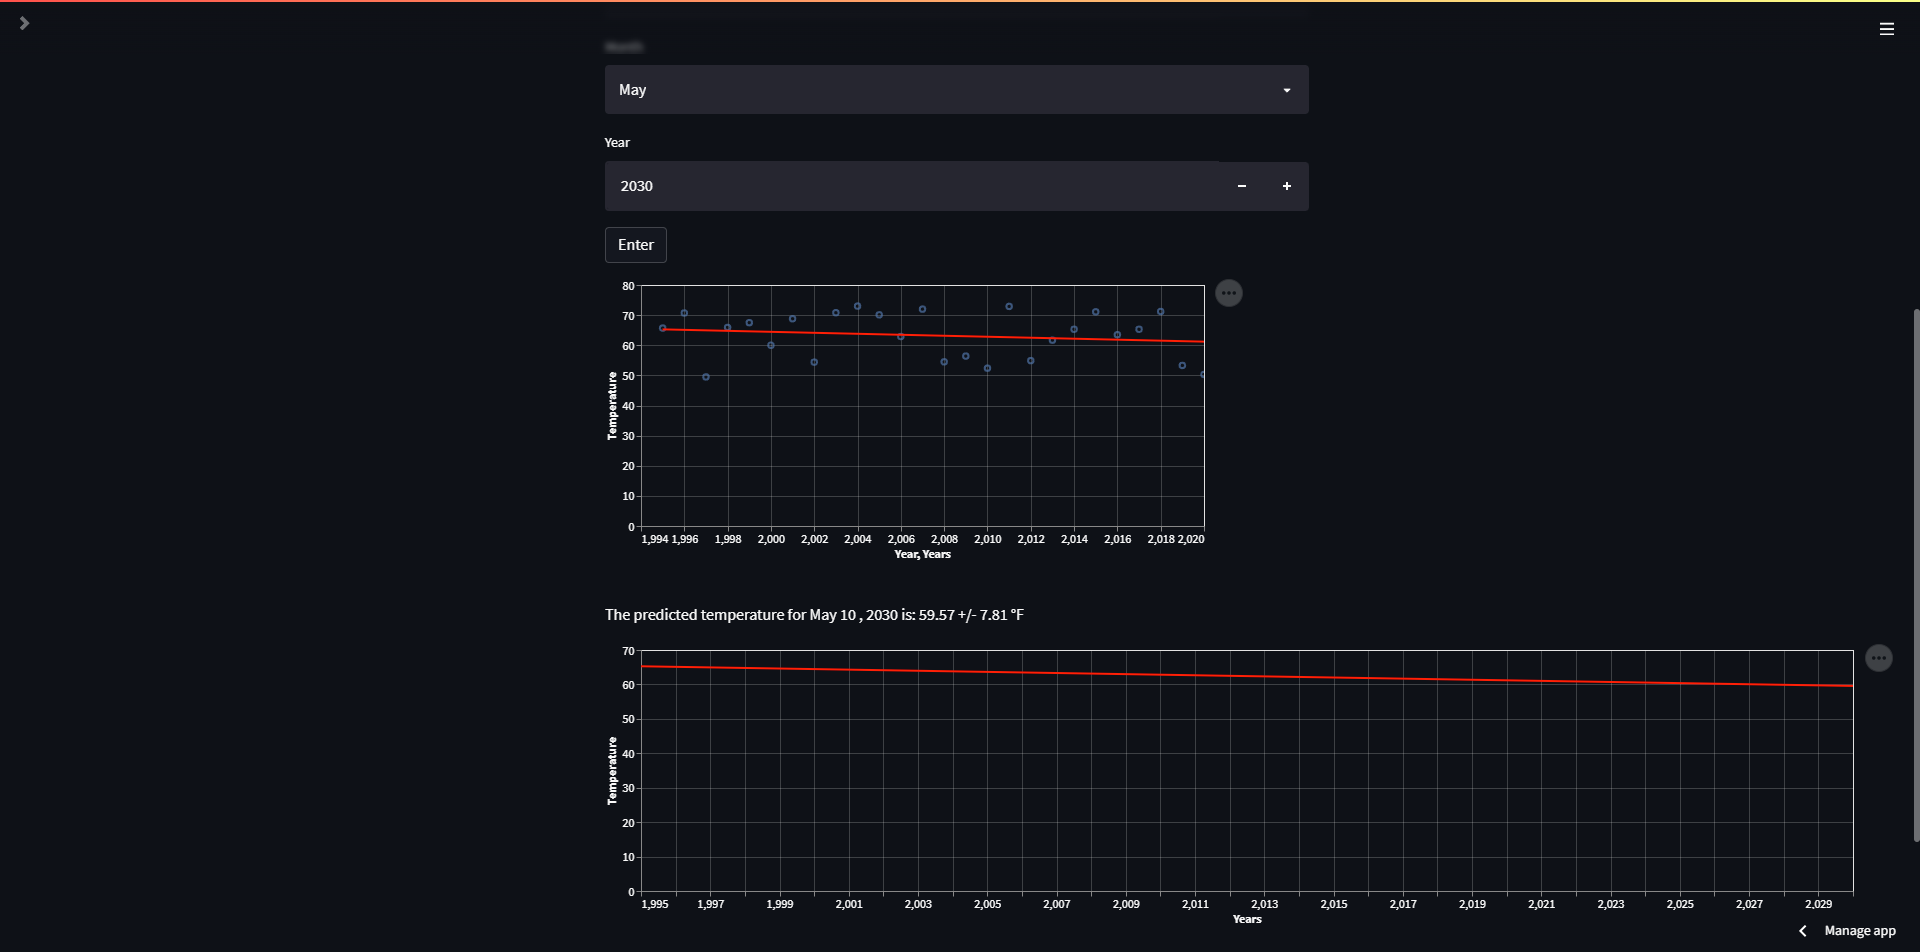 May
Year
2030
Enter
80
70
60
50
40
30
20
10
0
Temperature
1,994 1,996 1,998 2,000 2,002 2,004 2,006 2,008 2,010 2,012 2,014 2,016 2,018 2,020
Year, Years
The predicted temperature for May 10 , 2030 is: 59.57 +/- 7.81 °F
70
60
50
40
30
20
10
0
Temperature
1,995 1,997 1,999 2,001 2,003 2,005 2,007 2,009 2,011 2,013 2,015 2,017 2,019 2,021 2,023 2,025 2,027 2,029
Years
Manage app